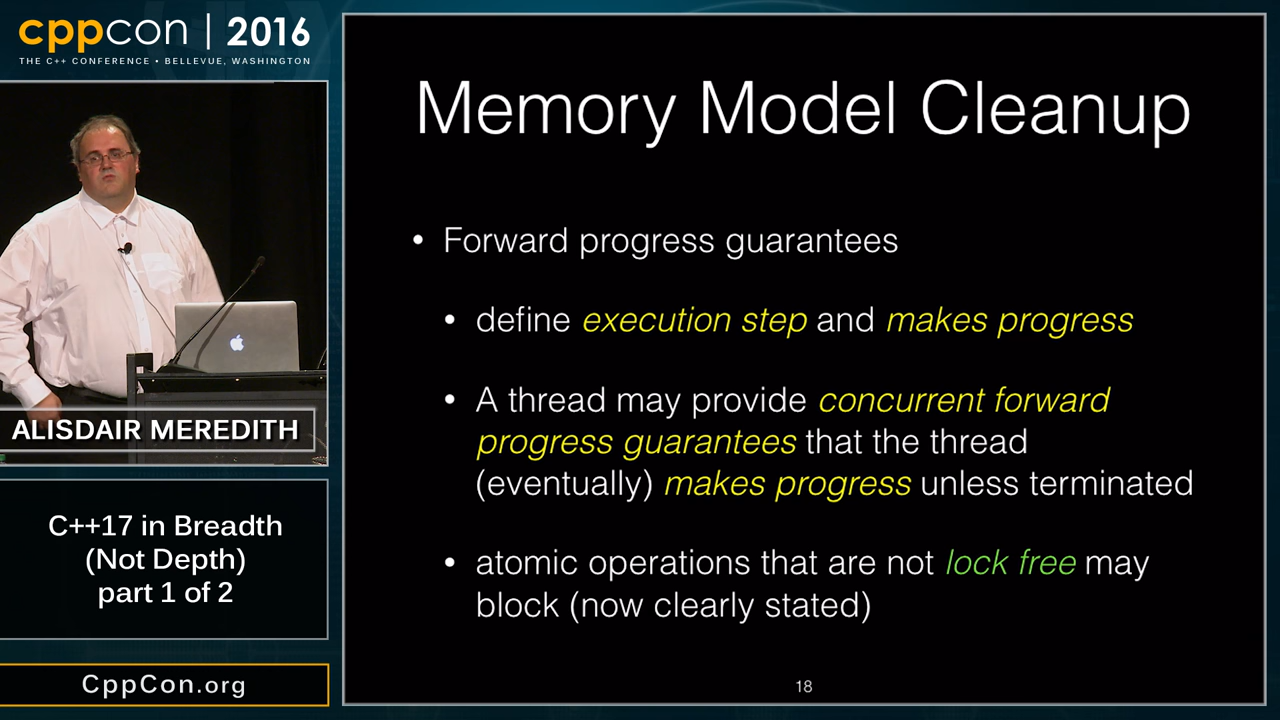 cppcon | 2016
THE C++ CONFERENCE • BELLEVUE, WASHINGTON
ALISDAIR MEREDITH
C++17 in Breadth
(Not Depth)
part 1 of 2
CppCon.org
Memory Model Cleanup
• Forward progress guarantees
• define execution step and makes progress
• A thread may provide concurrent forward
progress guarantees that the thread
(eventually) makes progress unless terminated
• atomic operations that are not lock free may
block (now clearly stated)
18